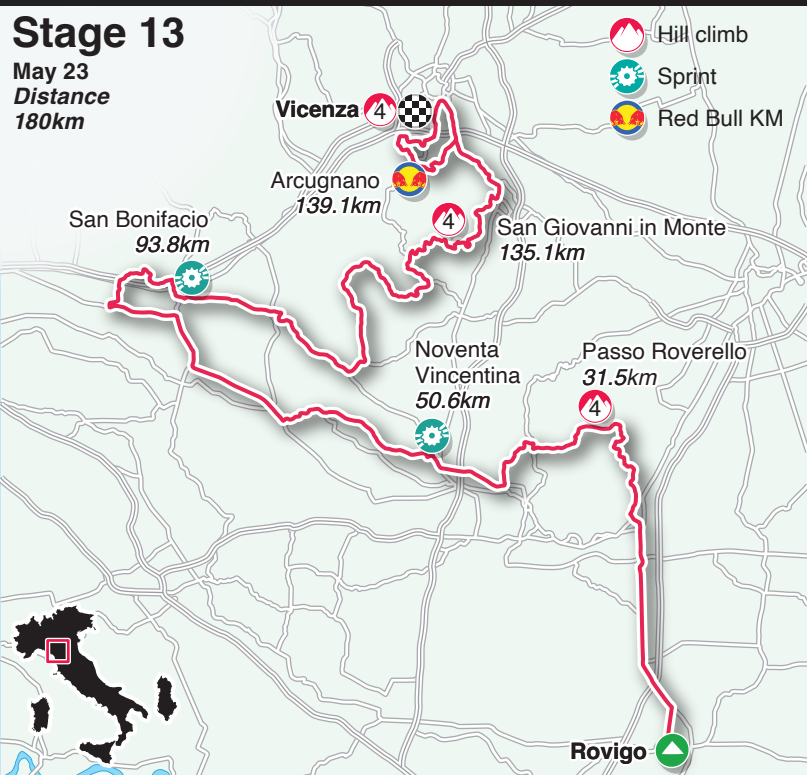 Stage 13
May 23
Distance
180km
Hill climb
Sprint
Red Bull KM
Vicenza
4
Arcugnano
139.1km
4
San Bonifacio
93.8km
San Giovanni in Monte
135.1km
Noventa
Vincentina
50.6km
Passo Roverello
31.5km
4
Rovigo